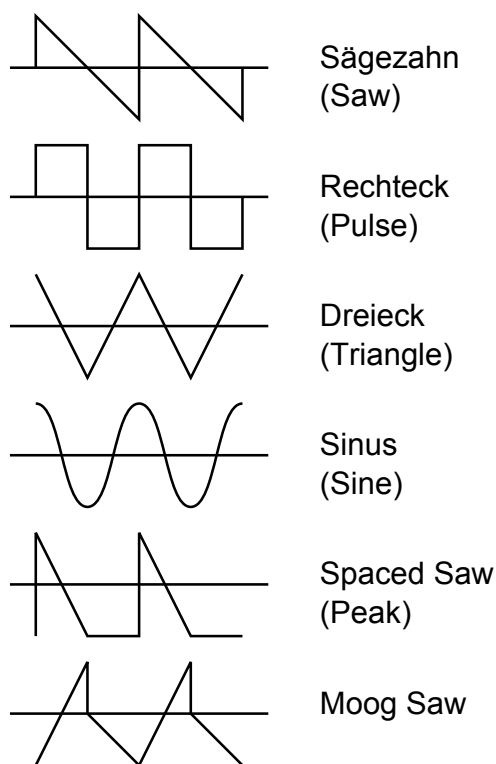 Sägezahn
(Saw)
Rechteck
(Pulse)
Dreieck
(Triangle)
Sinus
(Sine)
Spaced Saw
(Peak)
Moog Saw